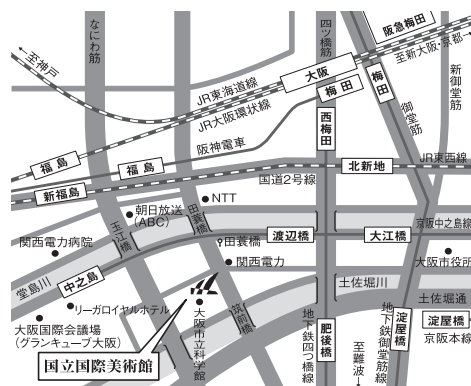 なにわ筋
四ツ橋筋
阪急梅田
至新大阪・京都→
←至神戸
大阪
梅田
梅田
新御堂筋
JR東海道線
JR大阪環状線
御堂筋
西梅田
阪神電車
福島
福島
北新地
JR東西線
新福島
国道2号線
NTT
朝日放送
(ABC)
玉江橋
田蓑橋
京阪中之島線
関西電力病院
田蓑橋
渡辺橋
大江橋
大阪市役所
関西電力
堂島川
中之島
土佐堀川
リーガロイヤルホテル
土佐堀通
大阪国際会議場
(グランキューブ大阪)
大阪市立科学館
筑前橋
地下鉄四つ橋線
肥後橋
至難波→
地下鉄御堂筋線
淀屋橋
淀屋橋
京阪本線
国立国際美術館